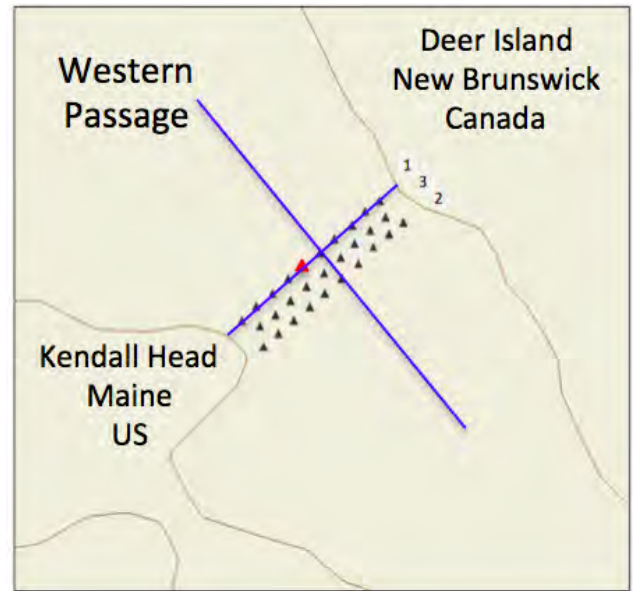 Western
Passage
Deer Island
New Brunswick
Canada
1
3
2
Kendall Head
Maine
US